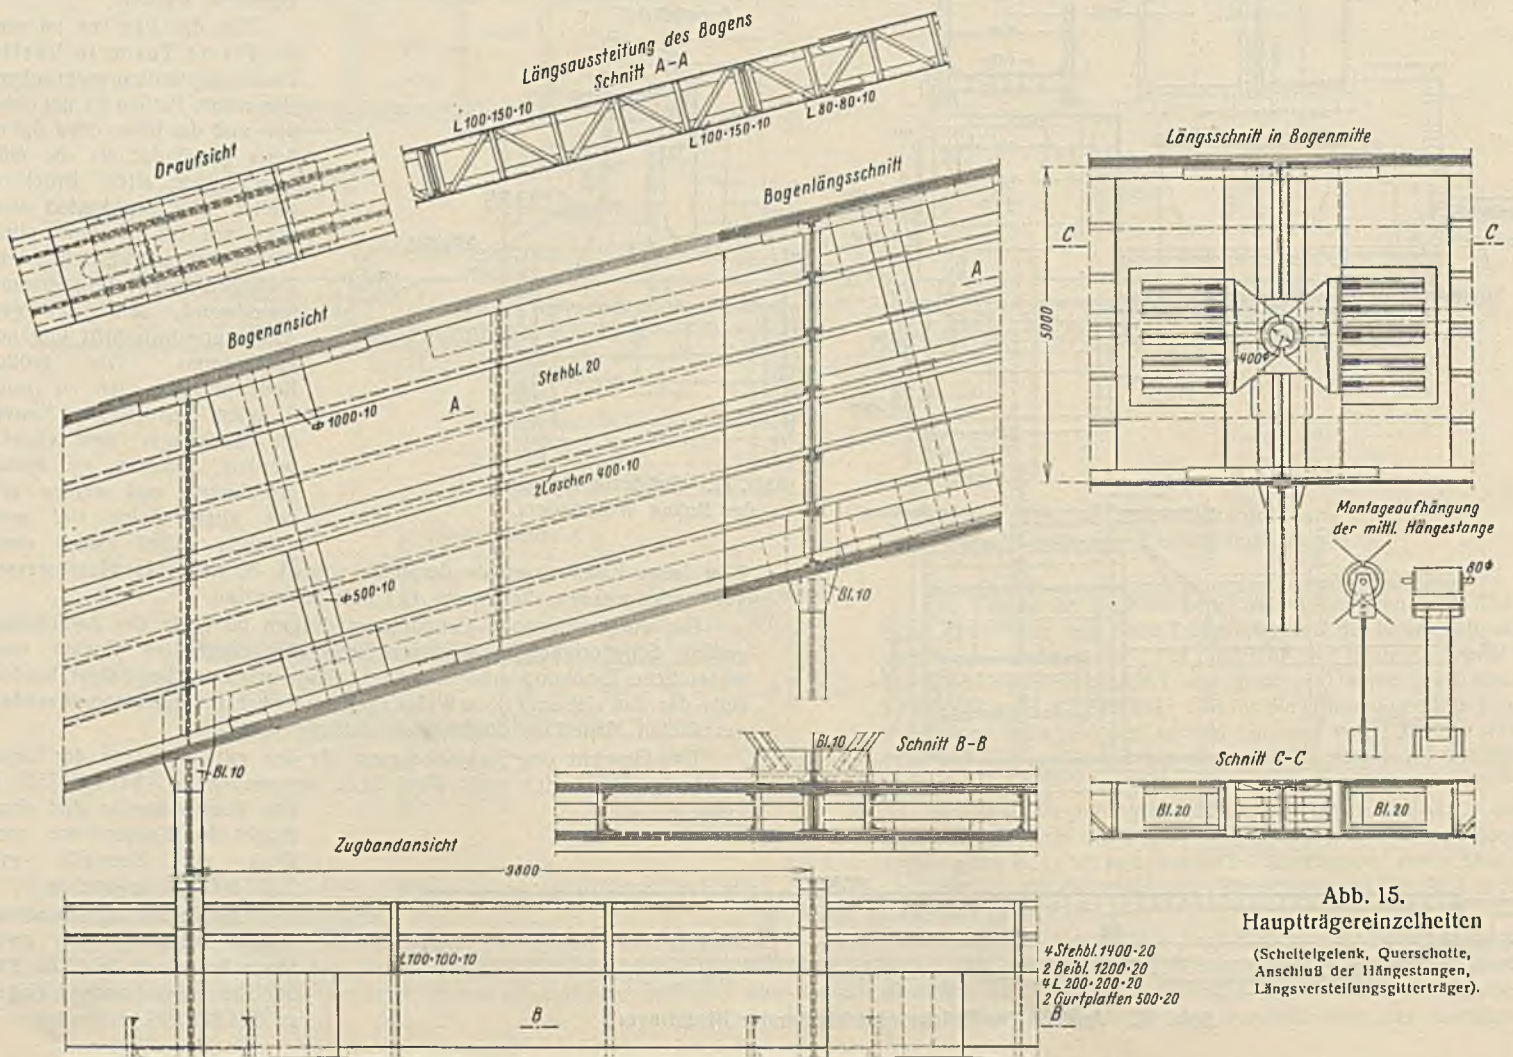 Längsaussteifung des Bogens
Schnitt A-A
L 100·150·10
L 100·150·10
L 80·80·10
Draufsicht
Bogenlängsschnitt
Längsschnitt in Bogenmitte
Bogenansicht
C
C
A
5000
400⌀
Stehbl. 20
A
1000·10
2 Laschen 400·10
500·10
Bl. 10
Montageaufhängung
der mittl. Hängestange
80⌀
Bl. 10
Bl. 10
Schnitt B-B
Schnitt C-C
Bl. 20
Bl. 20
Zugbandansicht
9800
L 100·100·10
4 Stehbl. 1400·20
2 Beibl. 1200·20
4 L 200·200·20
2 Gurtplatten 500·20
B
B
Abb. 15.
Hauptträgereinzelheiten
(Scheitelgelenk, Querschotte,
Anschluß der Hängestangen,
Längsversteifungsgitterträger).